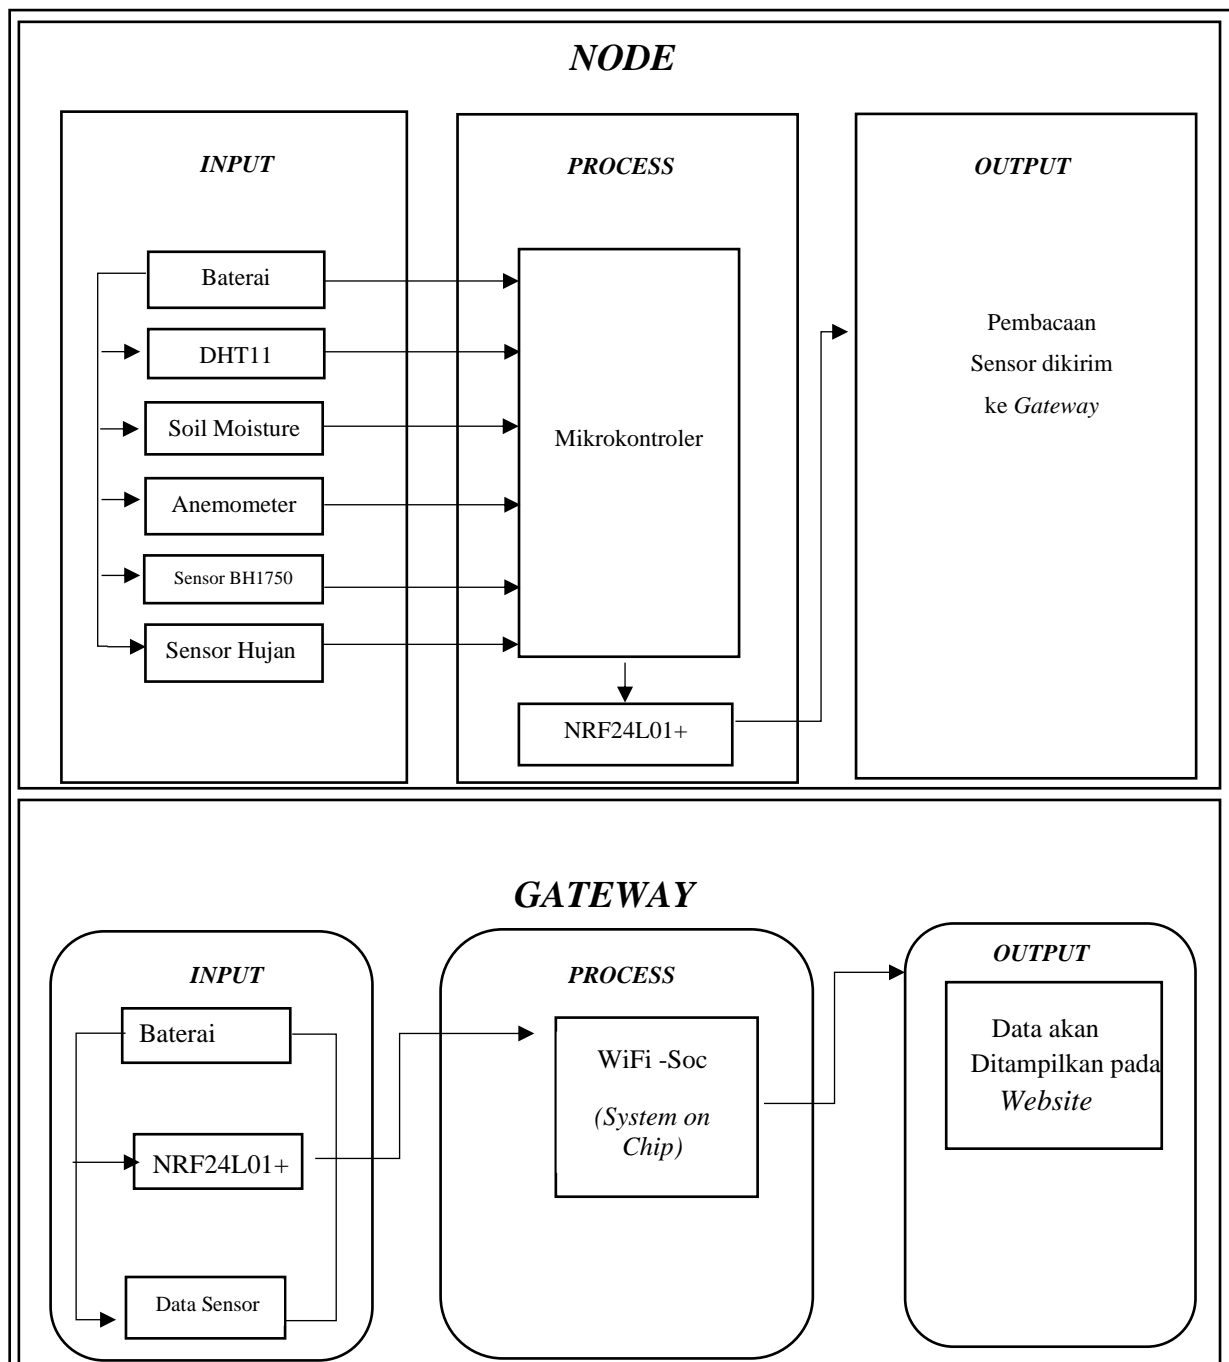 NODE
INPUT
PROCESS
OUTPUT
Baterai
DHT11
Soil Moisture
Anemometer
Sensor BH1750
Sensor Hujan
Mikrokontroler
NRF24L01+
Pembacaan
Sensor dikirim
ke Gateway
GATEWAY
INPUT
PROCESS
OUTPUT
Baterai
NRF24L01+
Data Sensor
WiFi -Soc
(System on
Chip)
Data akan
Ditampilkan pada
Website